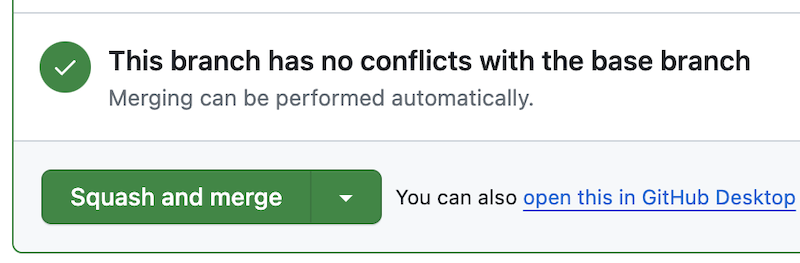 This branch has no conflicts with the base branch
Merging can be performed automatically.
Squash and merge You can also open this in GitHub Desktop